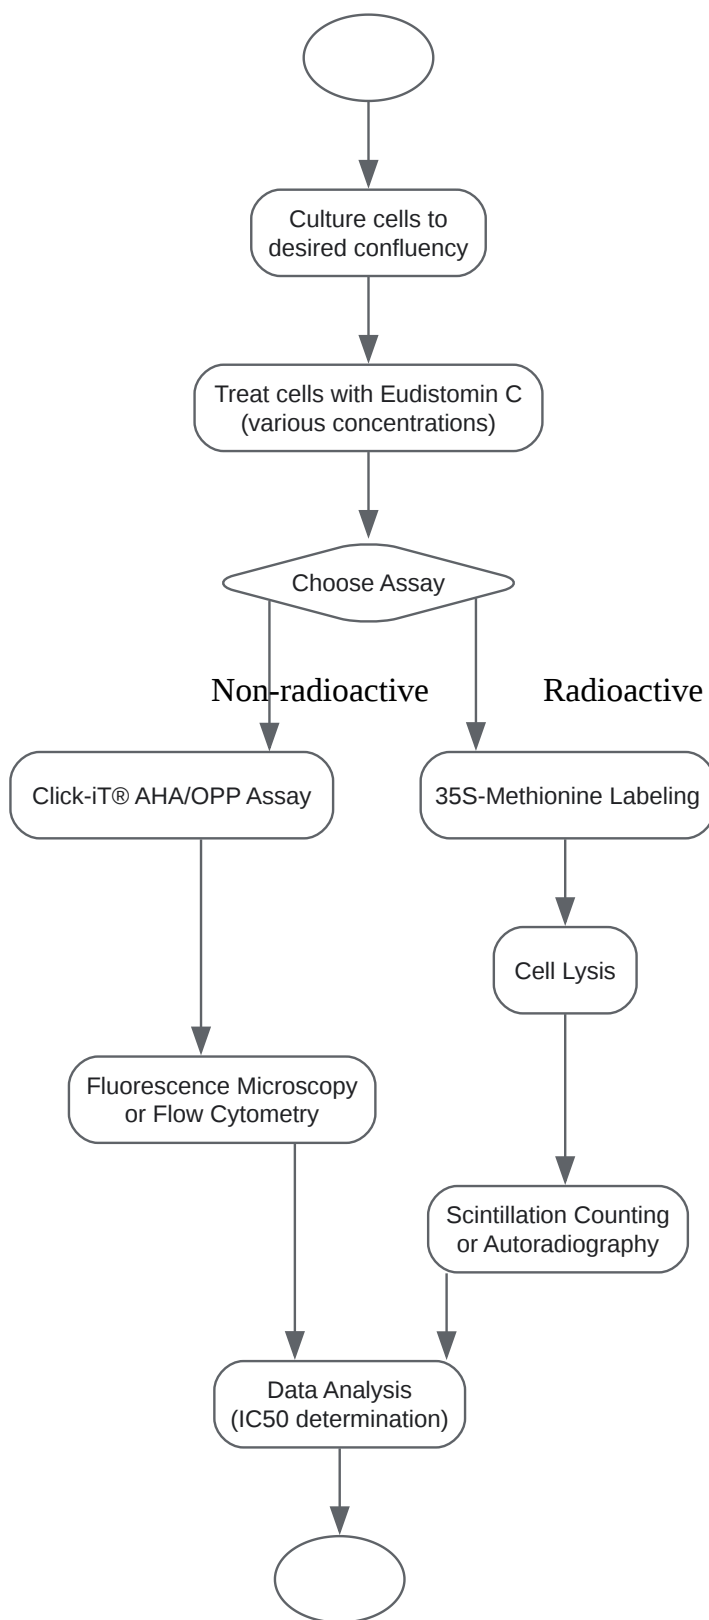 Culture cells to
desired confluency
Treat cells with Eudistomin C
(various concentrations)
Choose Assay
Non-radioactive
Radioactive
Click-iT® AHA/OPP Assay
35S-Methionine Labeling
Cell Lysis
Fluorescence Microscopy
or Flow Cytometry
Scintillation Counting
or Autoradiography
Data Analysis
(IC50 determination)